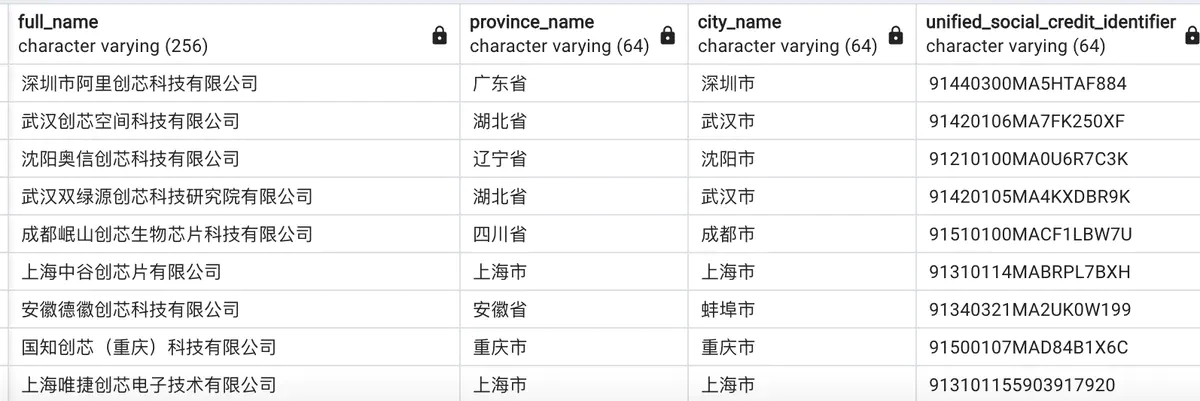 full_name province_name city_name unified_social_credit_identifier
character varying (256) character varying (64) character varying (64) character varying (64)
深圳市阿里创芯科技有限公司 广东省 深圳市 91440300MA5HTAF884
武汉创芯空间科技有限公司 湖北省 武汉市 91420106MA7FK250XF
沈阳奥信创芯科技有限公司 辽宁省 沈阳市 91210100MA0U6R7C3K
武汉双绿源创芯科技研究院有限公司 湖北省 武汉市 91420105MA4KXDBR9K
成都岷山创芯生物芯片科技有限公司 四川省 成都市 91510100MACF1LBW7U
上海中谷创芯片有限公司 上海市 上海市 91310114MABRPL7BXH
安徽德徽创芯科技有限公司 安徽省 蚌埠市 91340321MA2UK0W199
国知创芯（重庆）科技有限公司 重庆市 重庆市 91500107MAD84B1X6C
上海唯捷创芯电子技术有限公司 上海市 上海市 913101155903917920